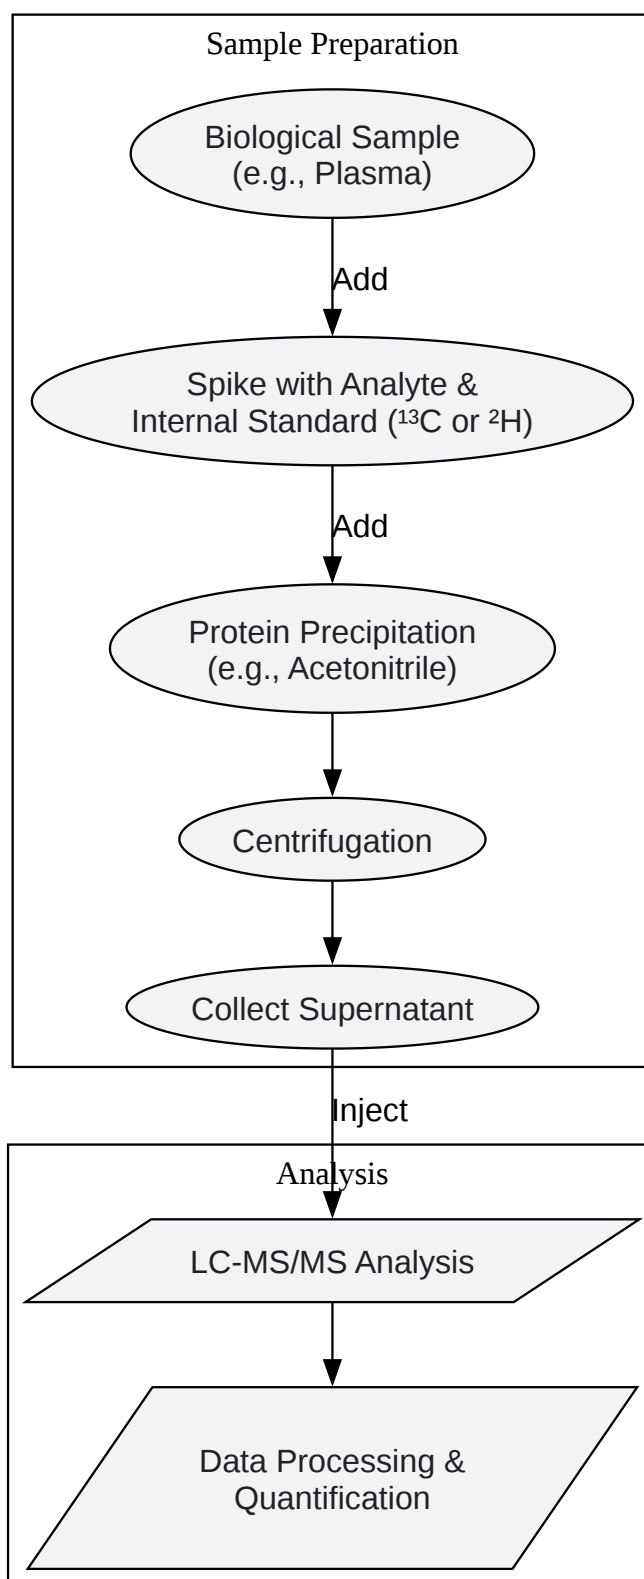 Sample Preparation
Biological Sample
(e.g., Plasma)
Add
Spike with Analyte &
Internal Standard (¹³C or ²H)
Add
Protein Precipitation
(e.g., Acetonitrile)
Centrifugation
Collect Supernatant
Inject
Analysis
LC-MS/MS Analysis
Data Processing &
Quantification